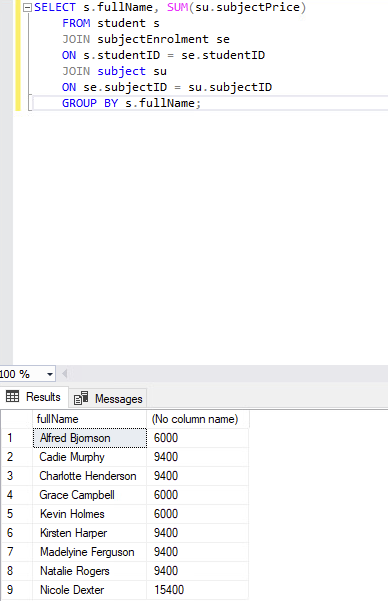 SELECT s.fullName, SUM(su.subjectPrice)
FROM student s
JOIN subjectEnrolment se
ON s.studentID = se.studentID
JOIN subject su
ON se.subjectID = su.subjectID
GROUP BY s.fullName;
100 %
Results Messages
fullName (No column name)
1 Alfred Bjornson 6000
2 Cadie Murphy 9400
3 Charlotte Henderson 9400
4 Grace Campbell 6000
5 Kevin Holmes 6000
6 Kirsten Harper 9400
7 Madelyine Ferguson 9400
8 Natalie Rogers 9400
9 Nicole Dexter 15400